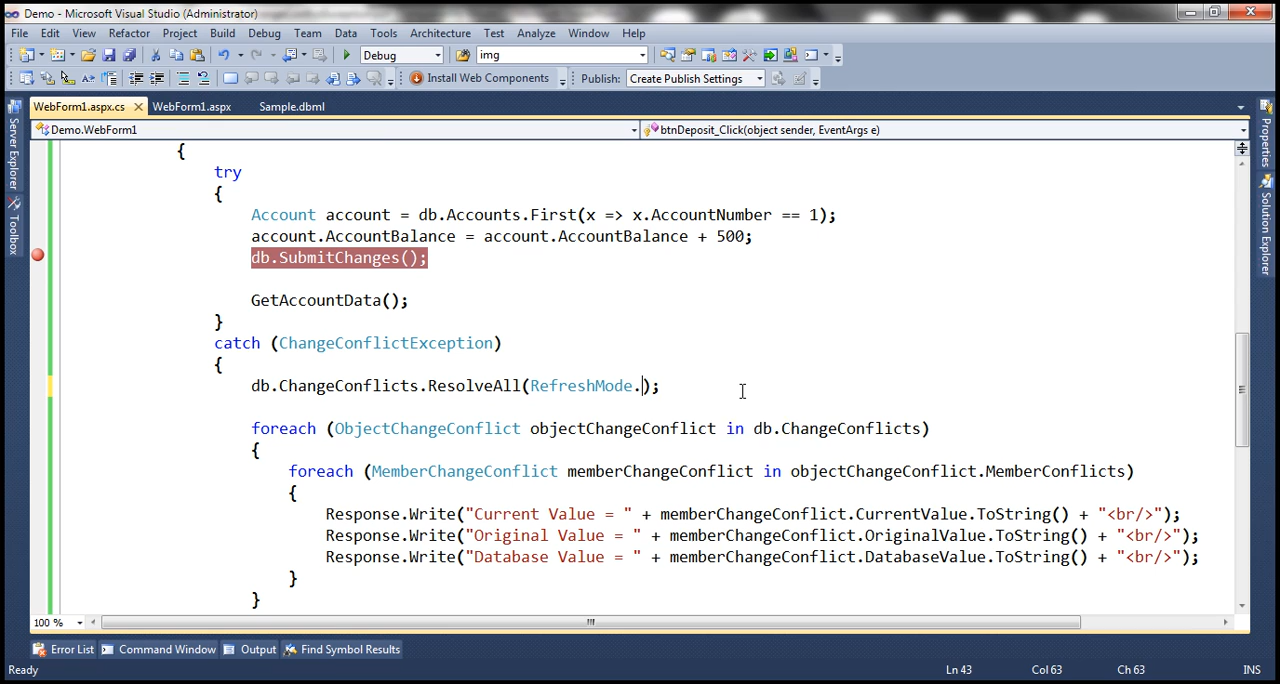 Demo - Microsoft Visual Studio (Administrator)
File Edit View Refactor Project Build Debug Team Data Tools Architecture Test Analyze Window Help
Debug img
Install Web Components Publish: Create Publish Settings
WebForm1.aspx.cs WebForm1.aspx Sample.dbml
Demo.WebForm1 btnDeposit_Click(object sender, EventArgs e)
Server Explorer
Toolbox
Properties
Solution Explorer
{
try
{
Account account = db.Accounts.First(x => x.AccountNumber == 1);
account.AccountBalance = account.AccountBalance + 500;
db.SubmitChanges();
GetAccountData();
}
catch (ChangeConflictException)
{
db.ChangeConflicts.ResolveAll(RefreshMode.);
foreach (ObjectChangeConflict objectChangeConflict in db.ChangeConflicts)
{
foreach (MemberChangeConflict memberChangeConflict in objectChangeConflict.MemberConflicts)
{
Response.Write("Current Value = " + memberChangeConflict.CurrentValue.ToString() + "<br/>");
Response.Write("Original Value = " + memberChangeConflict.OriginalValue.ToString() + "<br/>");
Response.Write("Database Value = " + memberChangeConflict.DatabaseValue.ToString() + "<br/>");
}
}
100 %
Error List Command Window Output Find Symbol Results
Ready Ln 43 Col 63 Ch 63 INS